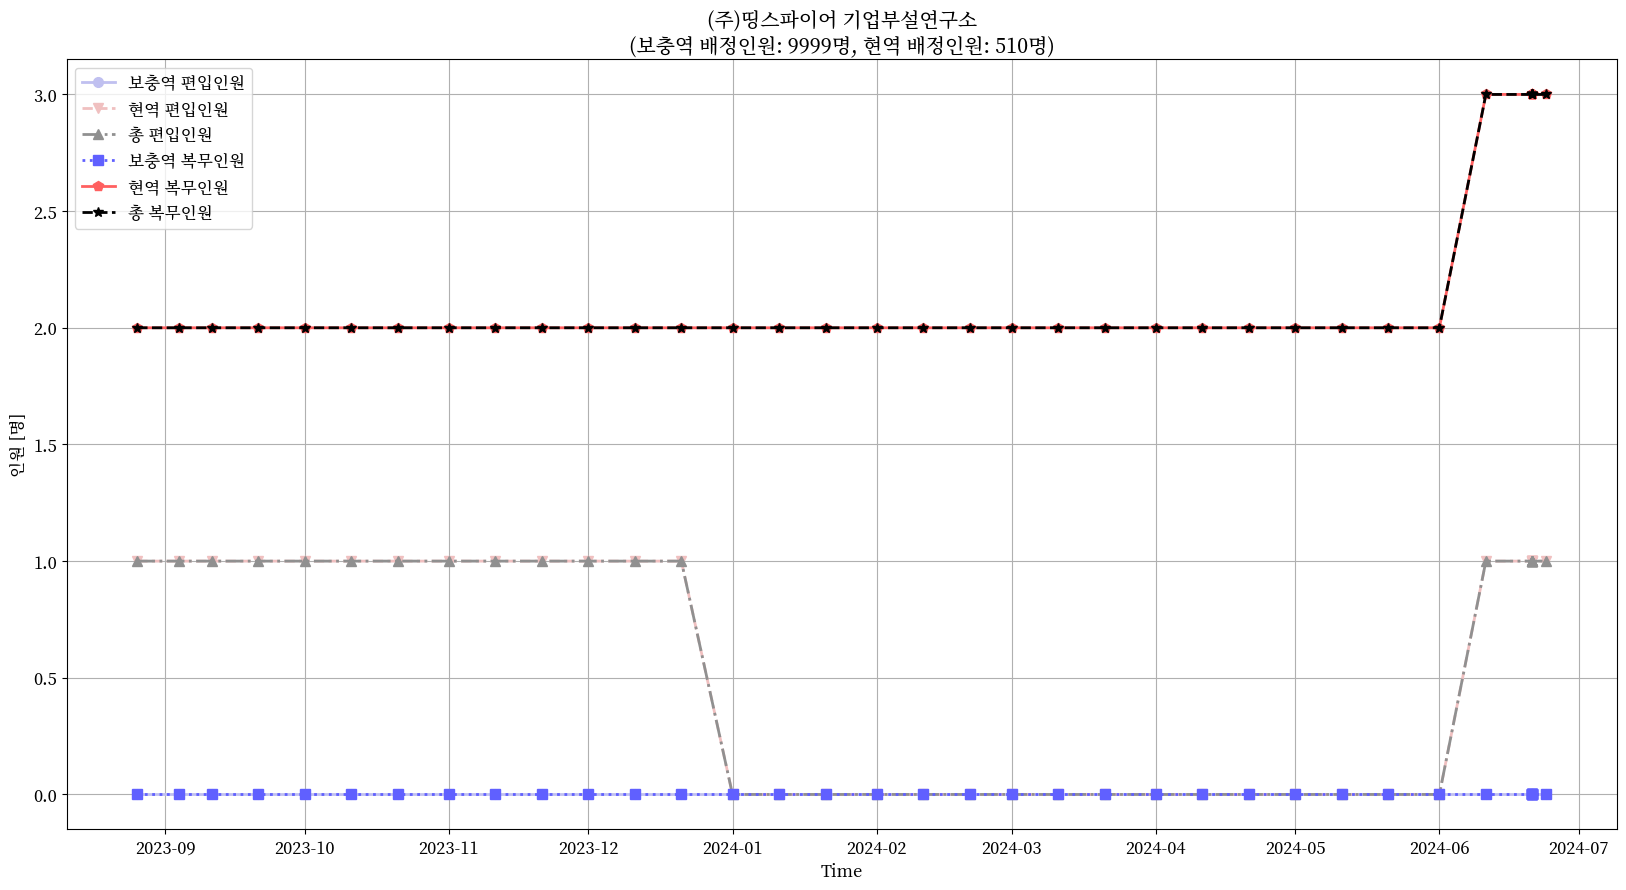 (주)띵스파이어 기업부설연구소
(보충역 배정인원: 9999명, 현역 배정인원: 510명)
보충역 편입인원
현역 편입인원
총 편입인원
보충역 복무인원
현역 복무인원
총 복무인원
3.0
2.5
2.0
1.5
1.0
0.5
0.0
인원 [명]
2023-09 2023-10 2023-11 2023-12 2024-01 2024-02 2024-03 2024-04 2024-05 2024-06 2024-07
Time